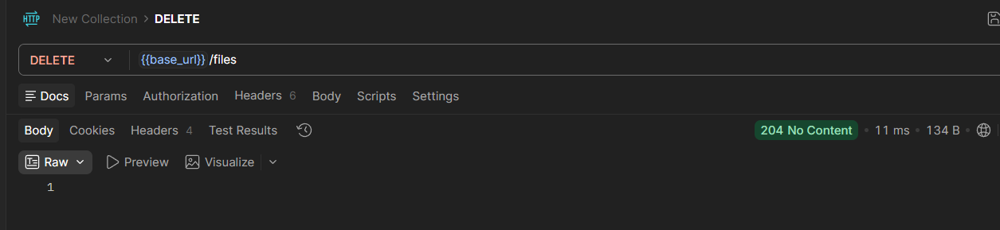 HTTP New Collection > DELETE
DELETE {{base_url}} /files
Docs Params Authorization Headers 6 Body Scripts Settings
Body Cookies Headers 4 Test Results 204 No Content • 11 ms • 134 B •
Raw Preview Visualize
1